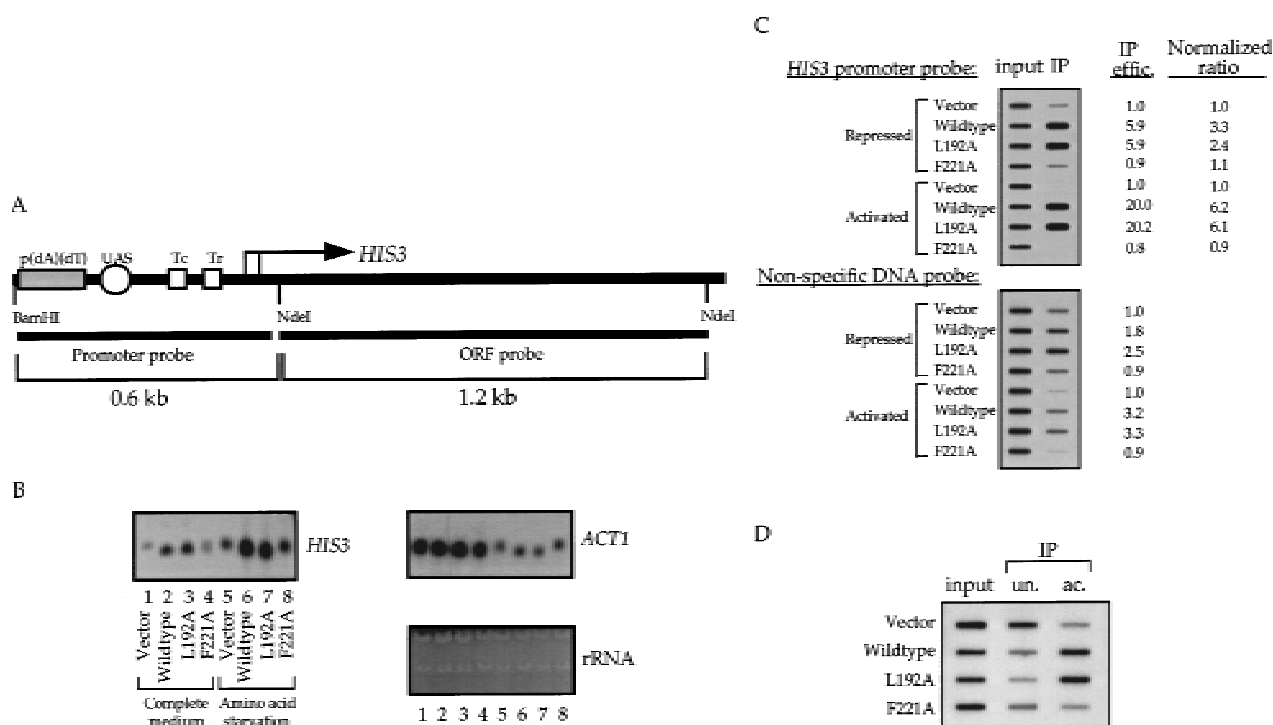 A
p(dA)(dT) UAS Tc Tr HIS3
BamHI NdeI NdeI
Promoter probe ORF probe
0.6 kb 1.2 kb
B
HIS3
1 2 3 4 5 6 7 8
Vector Wildtype L192A F221A Vector Wildtype L192A F221A
Complete medium
Amino acid starvation
ACT1
rRNA
1 2 3 4 5 6 7 8
C
HIS3 promoter probe: input IP IP effic. Normalized ratio
Repressed
Vector 1.0 1.0
Wildtype 5.9 3.3
L192A 5.9 2.4
F221A 0.9 1.1
Activated
Vector 1.0 1.0
Wildtype 20.0 6.2
L192A 20.2 6.1
F221A 0.8 0.9
Non-specific DNA probe:
Repressed
Vector 1.0
Wildtype 1.8
L192A 2.5
F221A 0.9
Activated
Vector 1.0
Wildtype 3.2
L192A 3.3
F221A 0.9
D
IP
input un. ac.
Vector
Wildtype
L192A
F221A